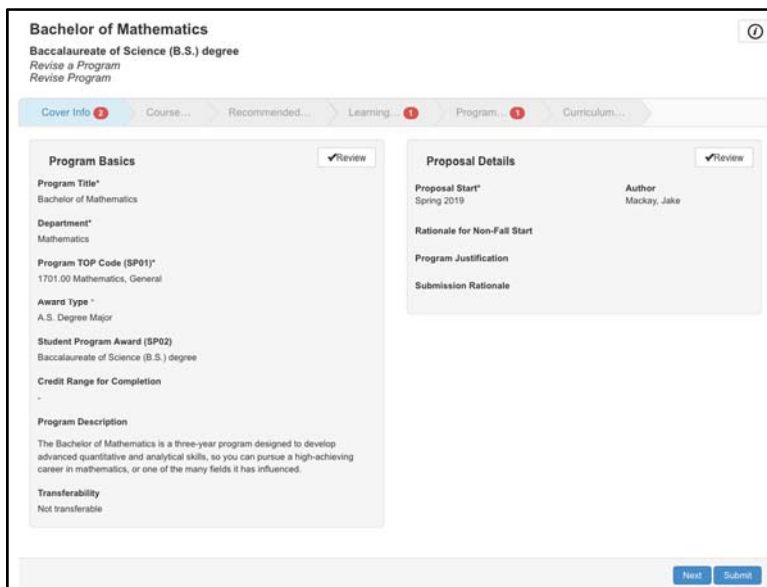 Bachelor of Mathematics
Baccalaureate of Science (B.S.) degree
Revise a Program
Revise Program
Cover Info 2
Course...
Recommended...
Learning... 1
Program... 1
Curriculum...
Program Basics
✔Review
Program Title*
Bachelor of Mathematics
Department*
Mathematics
Program TOP Code (SP01)*
1701.00 Mathematics, General
Award Type *
A.S. Degree Major
Student Program Award (SP02)
Baccalaureate of Science (B.S.) degree
Credit Range for Completion
-
Program Description
The Bachelor of Mathematics is a three-year program designed to develop
advanced quantitative and analytical skills, so you can pursue a high-achieving
career in mathematics, or one of the many fields it has influenced.
Transferability
Not transferable
Proposal Details
✔Review
Proposal Start*
Spring 2019
Author
Mackay, Jake
Rationale for Non-Fall Start
Program Justification
Submission Rationale
Next
Submit